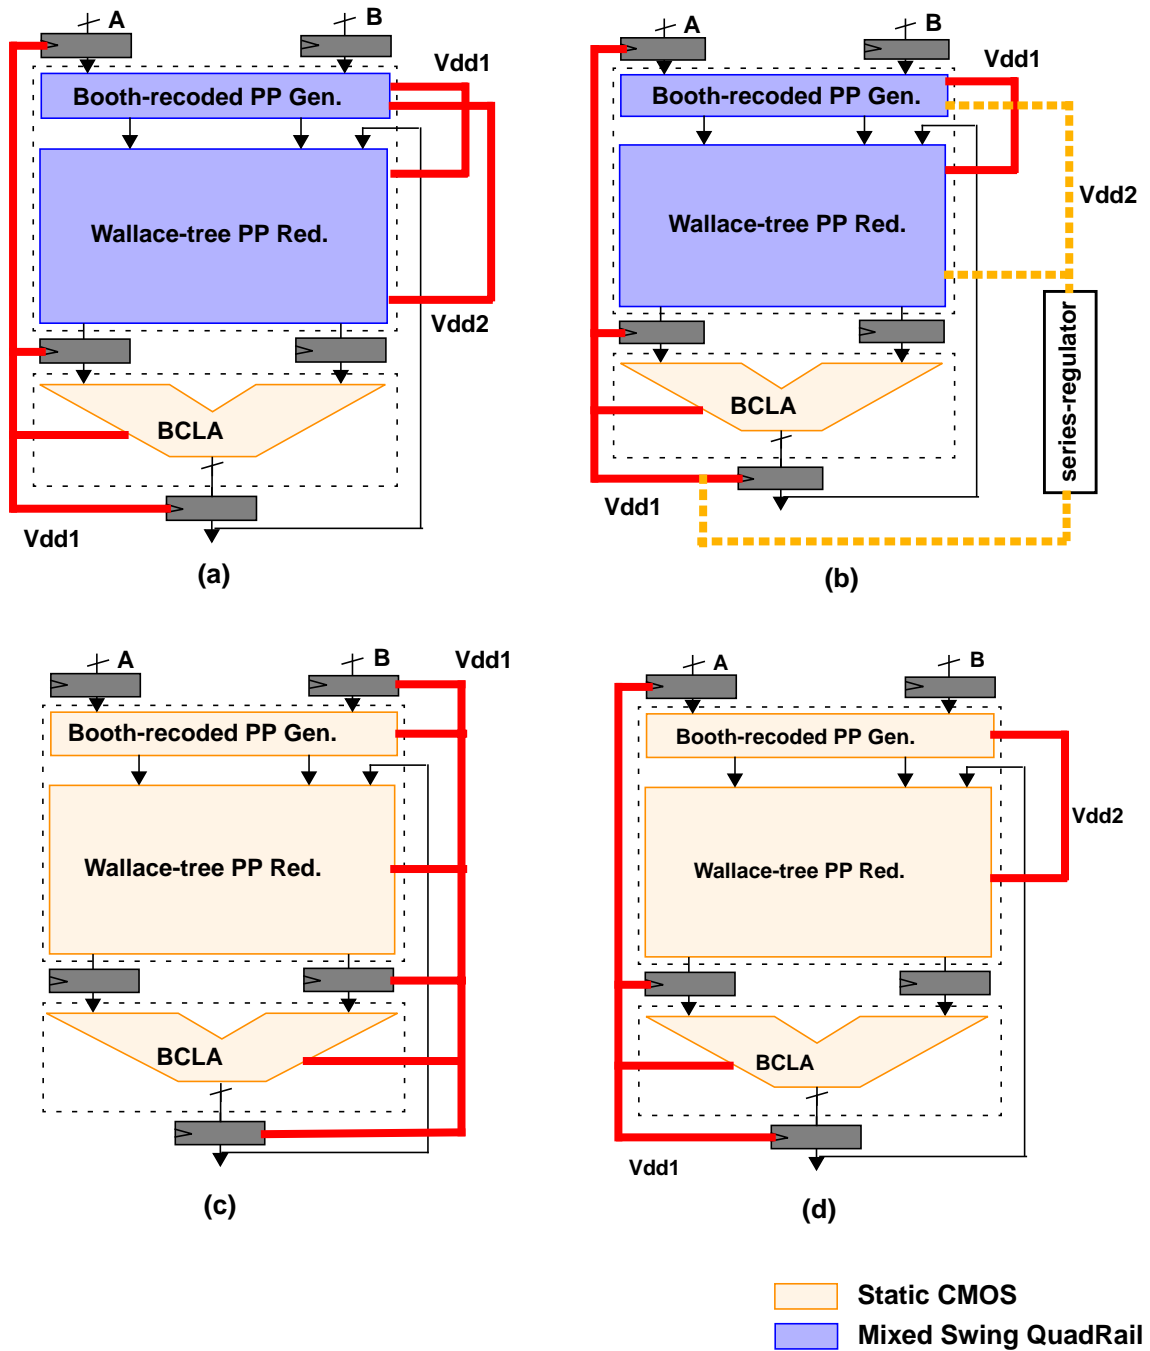 A
B
Vdd1
Booth-recoded PP Gen.
Wallace-tree PP Red.
Vdd2
BCLA
Vdd1
(a)
A
B
Vdd1
Booth-recoded PP Gen.
Vdd2
Wallace-tree PP Red.
series-regulator
BCLA
Vdd1
(b)
A
B
Vdd1
Booth-recoded PP Gen.
Wallace-tree PP Red.
BCLA
(c)
A
B
Booth-recoded PP Gen.
Vdd2
Wallace-tree PP Red.
BCLA
Vdd1
(d)
Static CMOS
Mixed Swing QuadRail